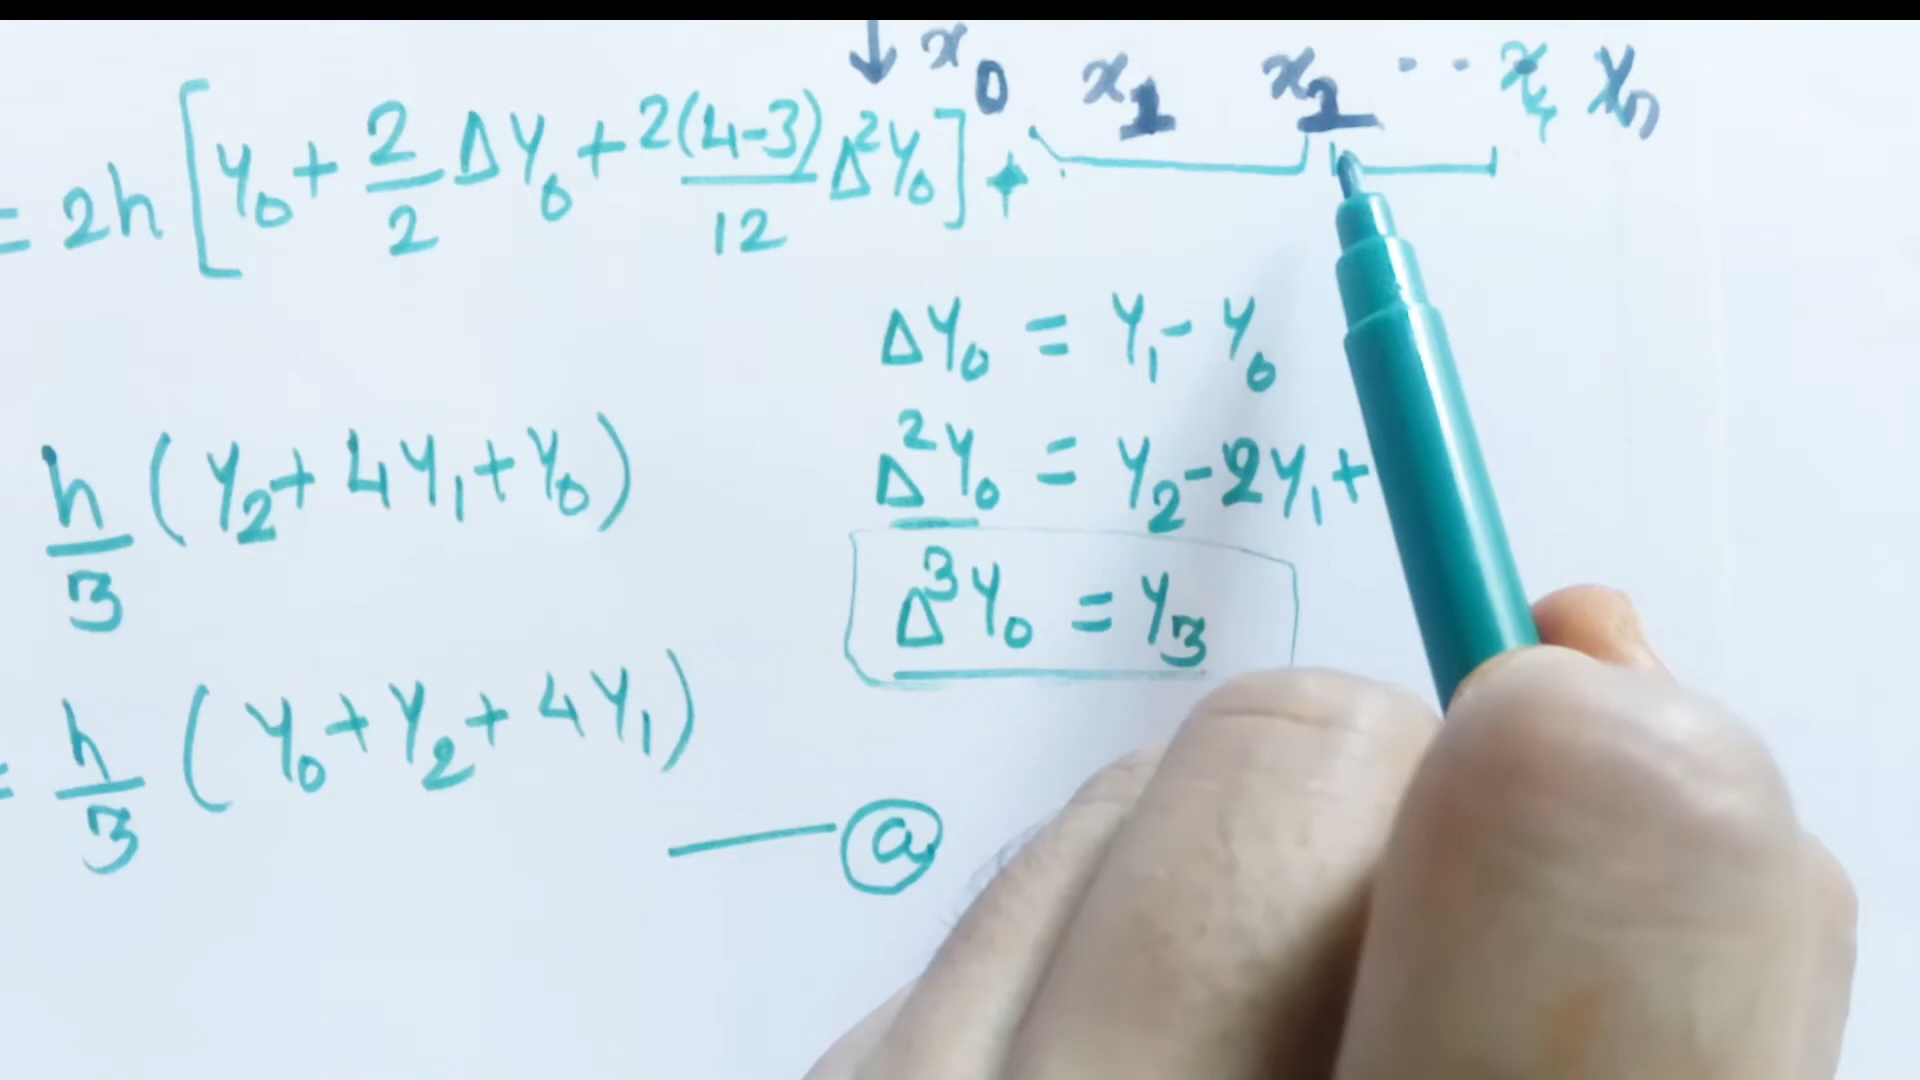 x₀ x₁ x₂ ·· x₄ xₙ
= 2h [y₀ + 2/2 Δy₀ + 2(4-3)/12 Δ²y₀] +
Δy₀ = y₁ - y₀
Δ²y₀ = y₂ - 2y₁ +
h/3 (y₂ + 4y₁ + y₀)
Δ³y₀ = y₃
= h/3 (y₀ + y₂ + 4y₁)
— ⓐ